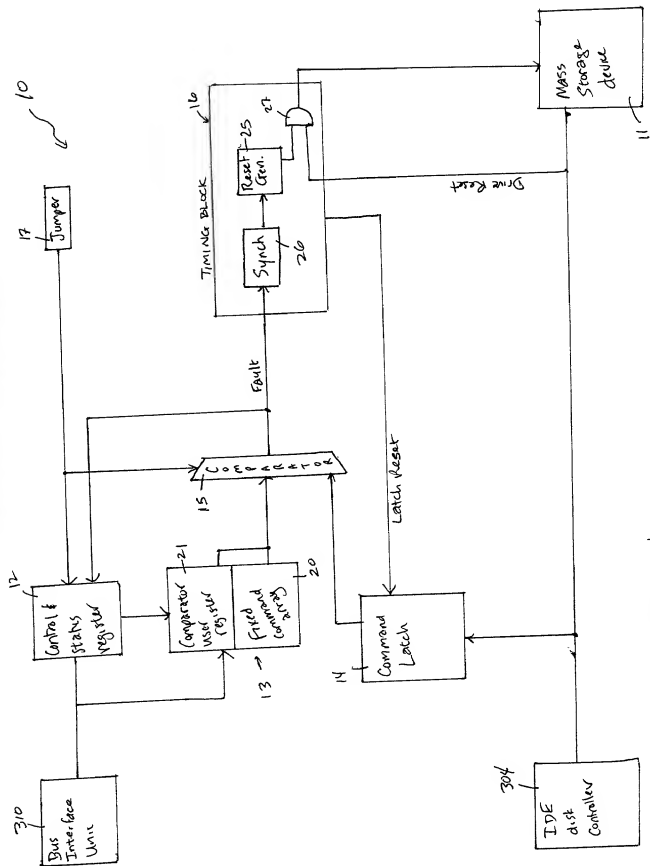 10
17
Jumper
12
Control &
Status
register
310
Bus
Interface
Unit
21
Comparator
User
register
Fixed
Command
array
20
13
15
COMPARATOR
Fault
TIMING BLOCK
16
Synch
26
Reset
Gen.
25
27
Latch Reset
Drive Reset
14
Command
Latch
304
IDE
disk
Controller
Mass
Storage
device
11